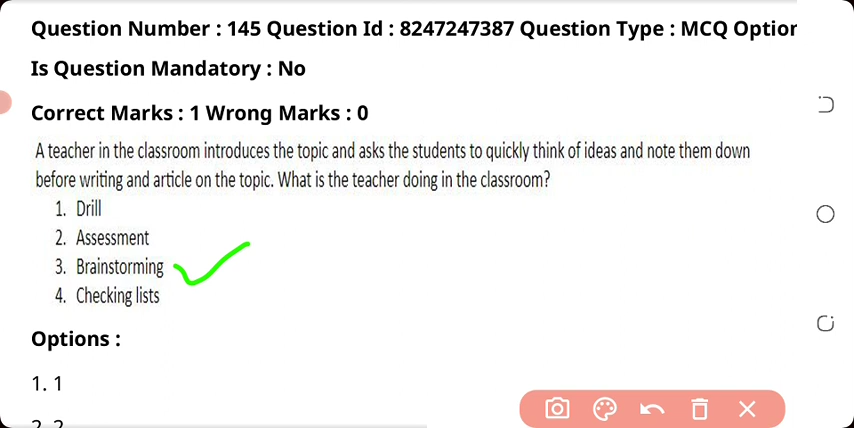 Question Number : 145 Question Id : 8247247387 Question Type : MCQ Option
Is Question Mandatory : No
Correct Marks : 1 Wrong Marks : 0
A teacher in the classroom introduces the topic and asks the students to quickly think of ideas and note them down
before writing and article on the topic. What is the teacher doing in the classroom?
1. Drill
2. Assessment
3. Brainstorming
4. Checking lists
Options :
1. 1
2. 2